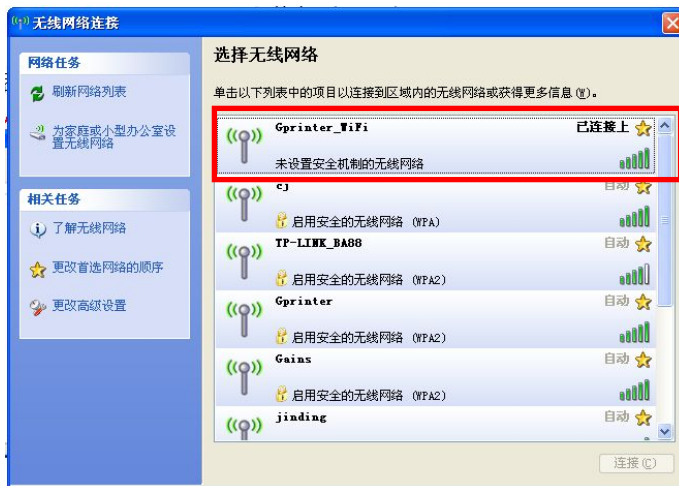 无线网络连接
网络任务
刷新网络列表
为家庭或小型办公室设
置无线网络
相关任务
了解无线网络
更改首选网络的顺序
更改高级设置
选择无线网络
单击以下列表中的项目以连接到区域内的无线网络或获得更多信息(W)。
Gprinter_WiFi 已连接上
未设置安全机制的无线网络
cj 自动
启用安全的无线网络 (WPA)
TP-LINK_BA88 自动
启用安全的无线网络 (WPA2)
Gprinter 自动
启用安全的无线网络 (WPA2)
Gains 自动
启用安全的无线网络 (WPA2)
jinding 自动
连接(C)